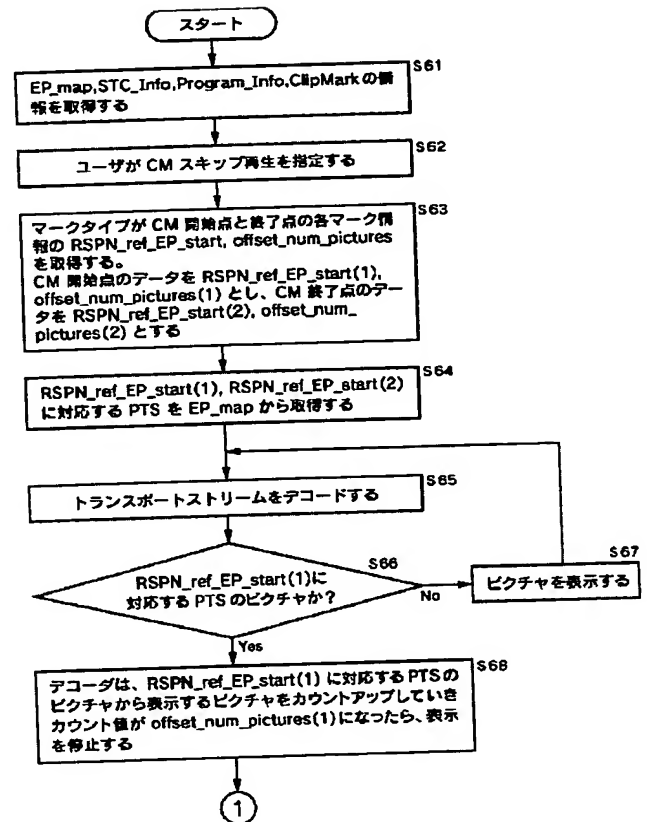 スタート
S61
EP_map,STC_Info,Program_Info,ClipMarkの情
報を取得する
S62
ユーザが CM スキップ再生を指定する
S63
マークタイプが CM 開始点と終了点の各マーク情
報の RSPN_ref_EP_start, offset_num_pictures
を取得する。
CM 開始点のデータを RSPN_ref_EP_start(1),
offset_num_pictures(1) とし、CM 終了点のデー
タを RSPN_ref_EP_start(2), offset_num_
pictures(2) とする
S64
RSPN_ref_EP_start(1), RSPN_ref_EP_start(2)
に対応する PTS を EP_map から取得する
S65
トランスポートストリームをデコードする
S66
RSPN_ref_EP_start(1)に
対応する PTS のピクチャか?
No
S67
ピクチャを表示する
Yes
S68
デコーダは、RSPN_ref_EP_start(1) に対応する PTSの
ピクチャから表示するピクチャをカウントアップしていき
カウント値が offset_num_pictures(1)になったら、表示
を停止する
1